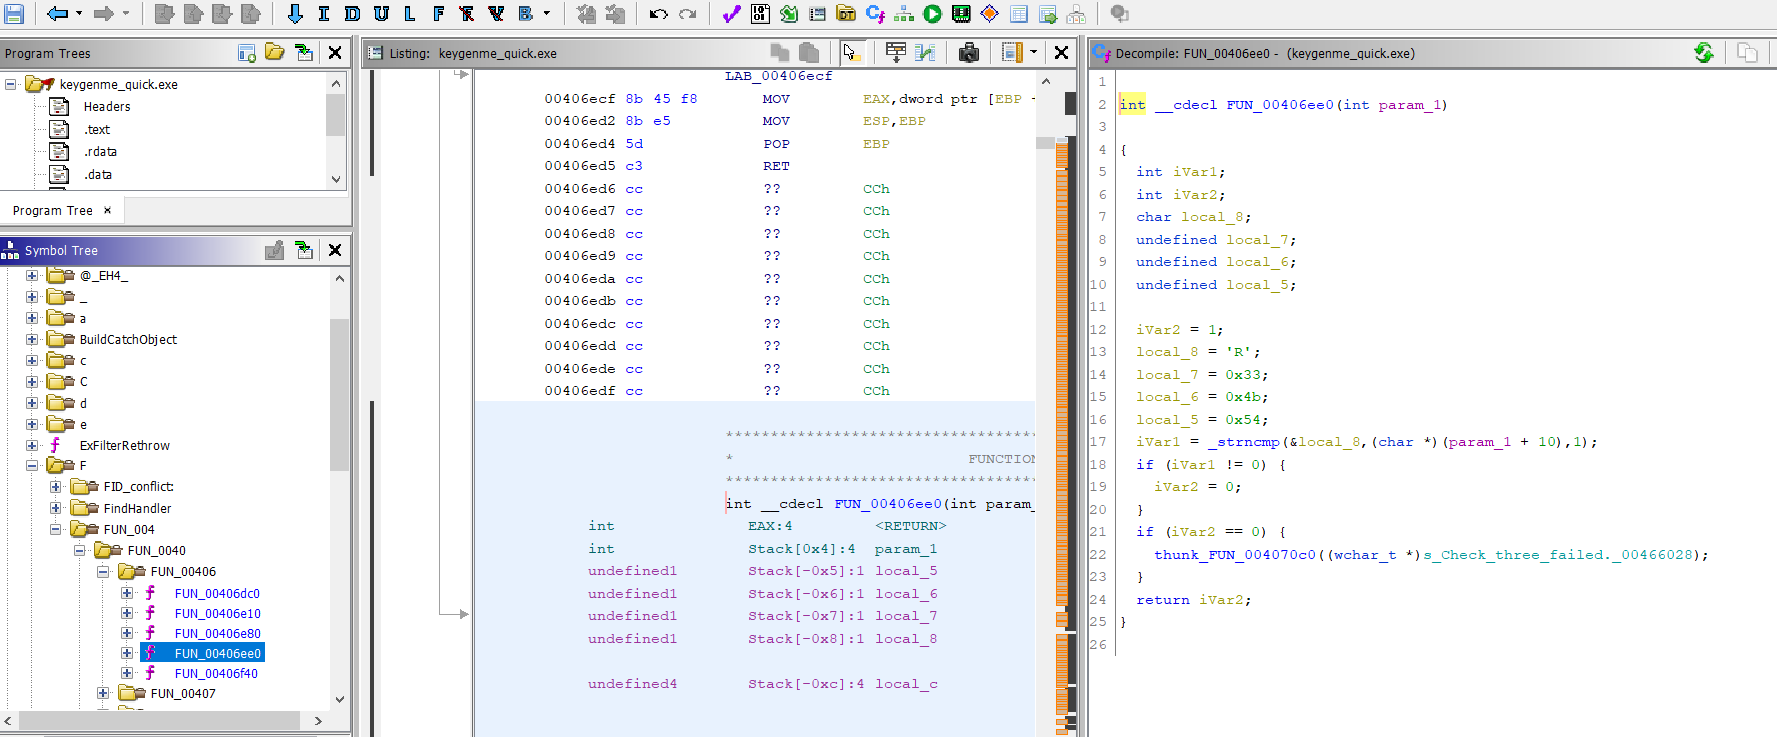 I D U L F B
Program Trees
keygenme_quick.exe
Headers
.text
.rdata
.data
Program Tree ×
Symbol Tree
@_EH4_
_
a
BuildCatchObject
c
C
d
e
f ExFilterRethrow
F
FID_conflict:
FindHandler
FUN_004
FUN_0040
FUN_00406
f FUN_00406dc0
f FUN_00406e10
f FUN_00406e80
f FUN_00406ee0
f FUN_00406f40
FUN_00407
Listing: keygenme_quick.exe
LAB_00406ecf
00406ecf 8b 45 f8 MOV EAX,dword ptr [EBP
00406ed2 8b e5 MOV ESP,EBP
00406ed4 5d POP EBP
00406ed5 c3 RET
00406ed6 cc ?? CCh
00406ed7 cc ?? CCh
00406ed8 cc ?? CCh
00406ed9 cc ?? CCh
00406eda cc ?? CCh
00406edb cc ?? CCh
00406edc cc ?? CCh
00406edd cc ?? CCh
00406ede cc ?? CCh
00406edf cc ?? CCh
***********************************
* FUNCTION
***********************************
int __cdecl FUN_00406ee0(int param_
int EAX:4 <RETURN>
int Stack[0x4]:4 param_1
undefined1 Stack[-0x5]:1 local_5
undefined1 Stack[-0x6]:1 local_6
undefined1 Stack[-0x7]:1 local_7
undefined1 Stack[-0x8]:1 local_8
undefined4 Stack[-0xc]:4 local_c
Decompile: FUN_00406ee0 - (keygenme_quick.exe)
1
2 int __cdecl FUN_00406ee0(int param_1)
3
4 {
5 int iVar1;
6 int iVar2;
7 char local_8;
8 undefined local_7;
9 undefined local_6;
10 undefined local_5;
11
12 iVar2 = 1;
13 local_8 = 'R';
14 local_7 = 0x33;
15 local_6 = 0x4b;
16 local_5 = 0x54;
17 iVar1 = _strncmp(&local_8,(char *)(param_1 + 10),1);
18 if (iVar1 != 0) {
19 iVar2 = 0;
20 }
21 if (iVar2 == 0) {
22 thunk_FUN_004070c0((wchar_t *)s_Check_three_failed._00466028);
23 }
24 return iVar2;
25 }
26